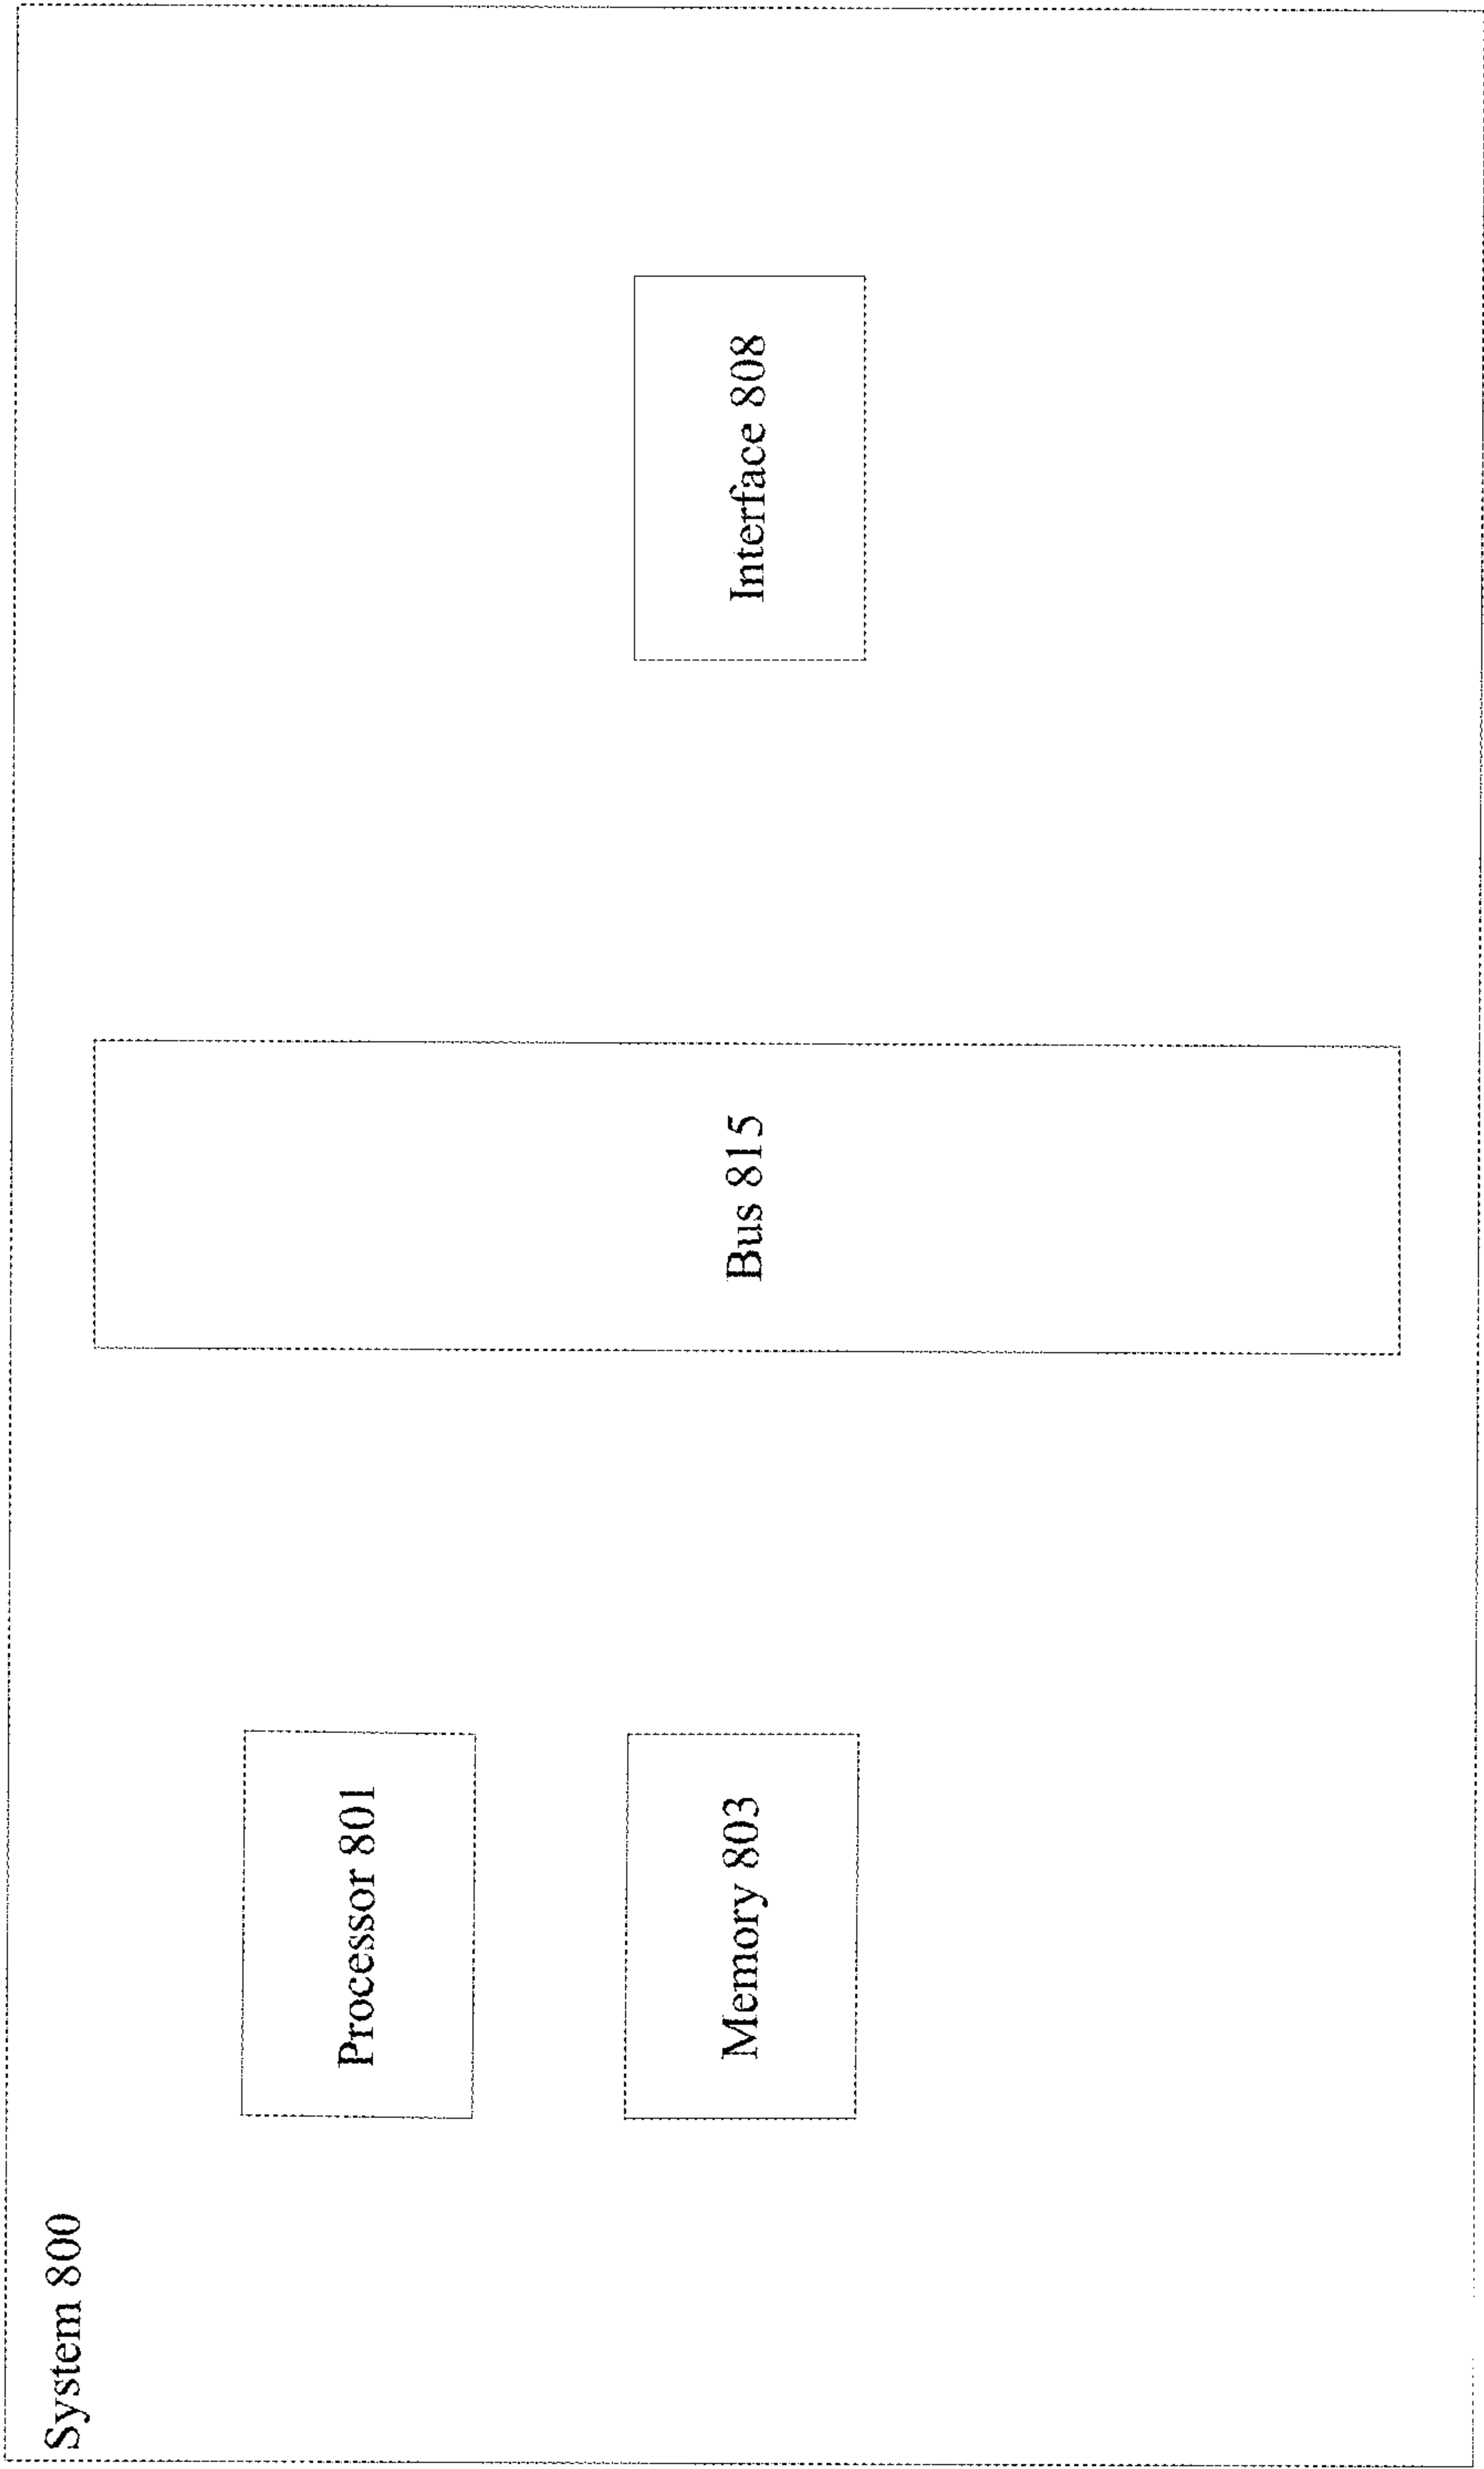 System 800
Processor 801
Memory 803
Bus 815
Interface 808